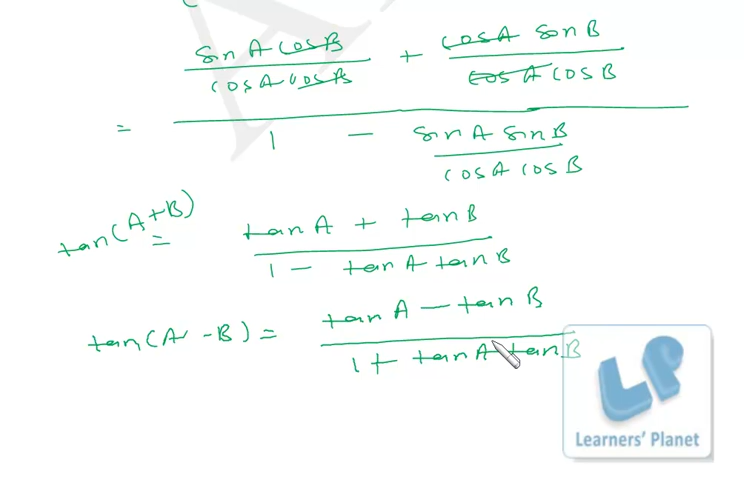 sin A cos B / cos A cos B + cos A sin B / cos A cos B
= 1 - sin A sin B / cos A cos B
tan(A+B) = tan A + tan B / 1 - tan A tan B
tan(A-B) = tan A - tan B / 1 + tan A tan B
LP
Learners' Planet